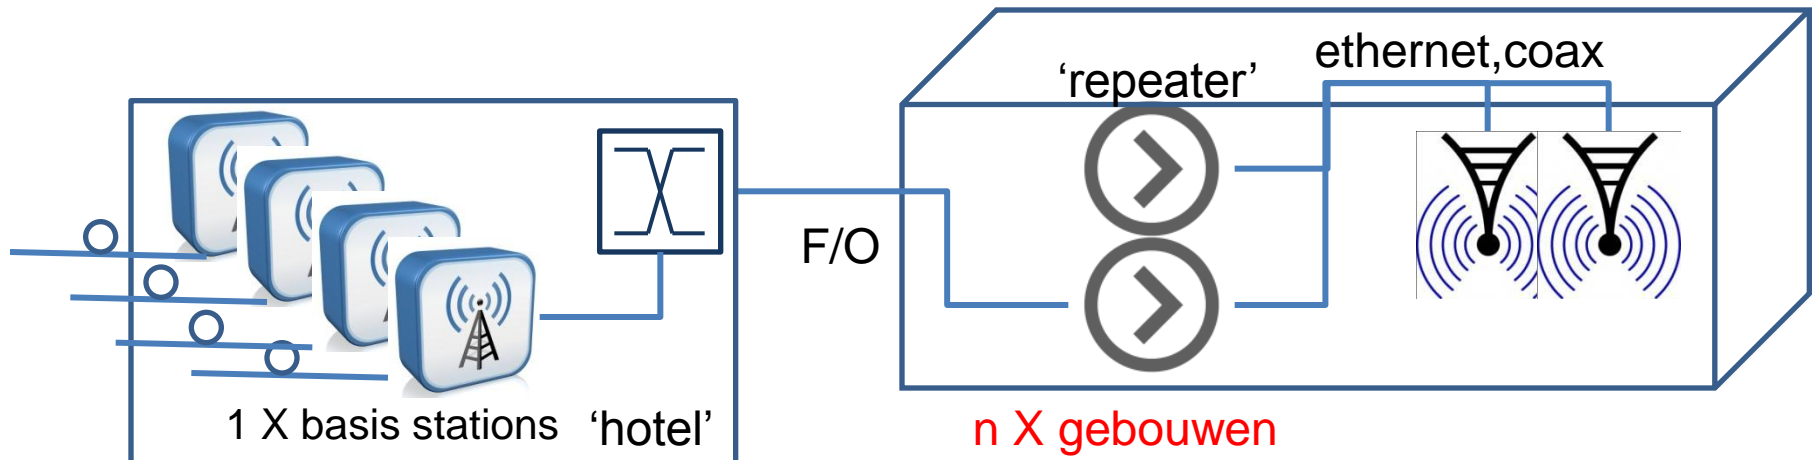 ethernet,coax
‘repeater’
F/O
1 X basis stations
‘hotel’
n X gebouwen